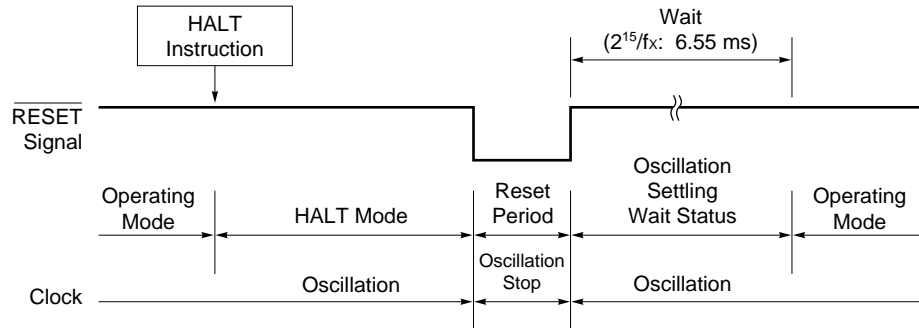 HALT
Instruction
Wait
(2¹⁵/fx: 6.55 ms)
RESET
Signal
Operating
Mode
HALT Mode
Reset
Period
Oscillation
Settling
Wait Status
Operating
Mode
Clock
Oscillation
Oscillation
Stop
Oscillation